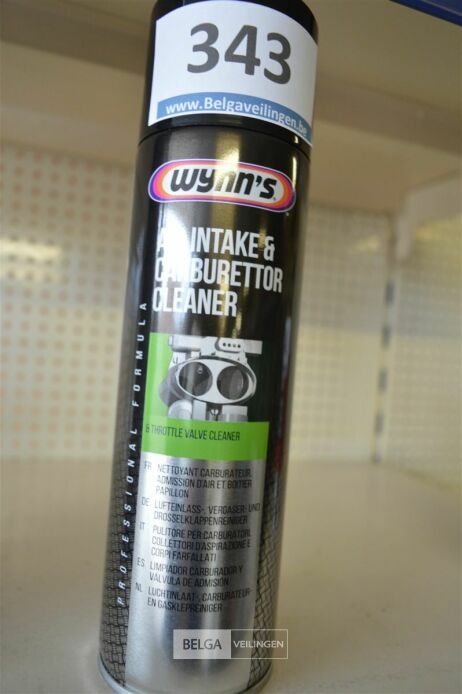 343
www.Belgaveilingen.be
WYNN'S
AIR INTAKE &
CARBURETTOR
CLEANER
PROFESSIONAL FORMULA
& THROTTLE VALVE CLEANER
FR NETTOYANT CARBURATEUR,
ADMISSION D'AIR ET BOITIER
PAPILLON
DE LUFTEINLASS-, VERGASER- UND
DROSSELKLAPPENREINIGER
IT PULITORE PER CARBURATORI,
COLLETTORI D'ASPIRAZIONE E
CORPI FARFALLATI
ES LIMPIADOR CARBURADOR Y
VÁLVULA DE ADMISIÓN
NL LUCHTINLAAT-, CARBURATEUR-
EN GASKLEPREINIGER
BELGA VEILINGEN